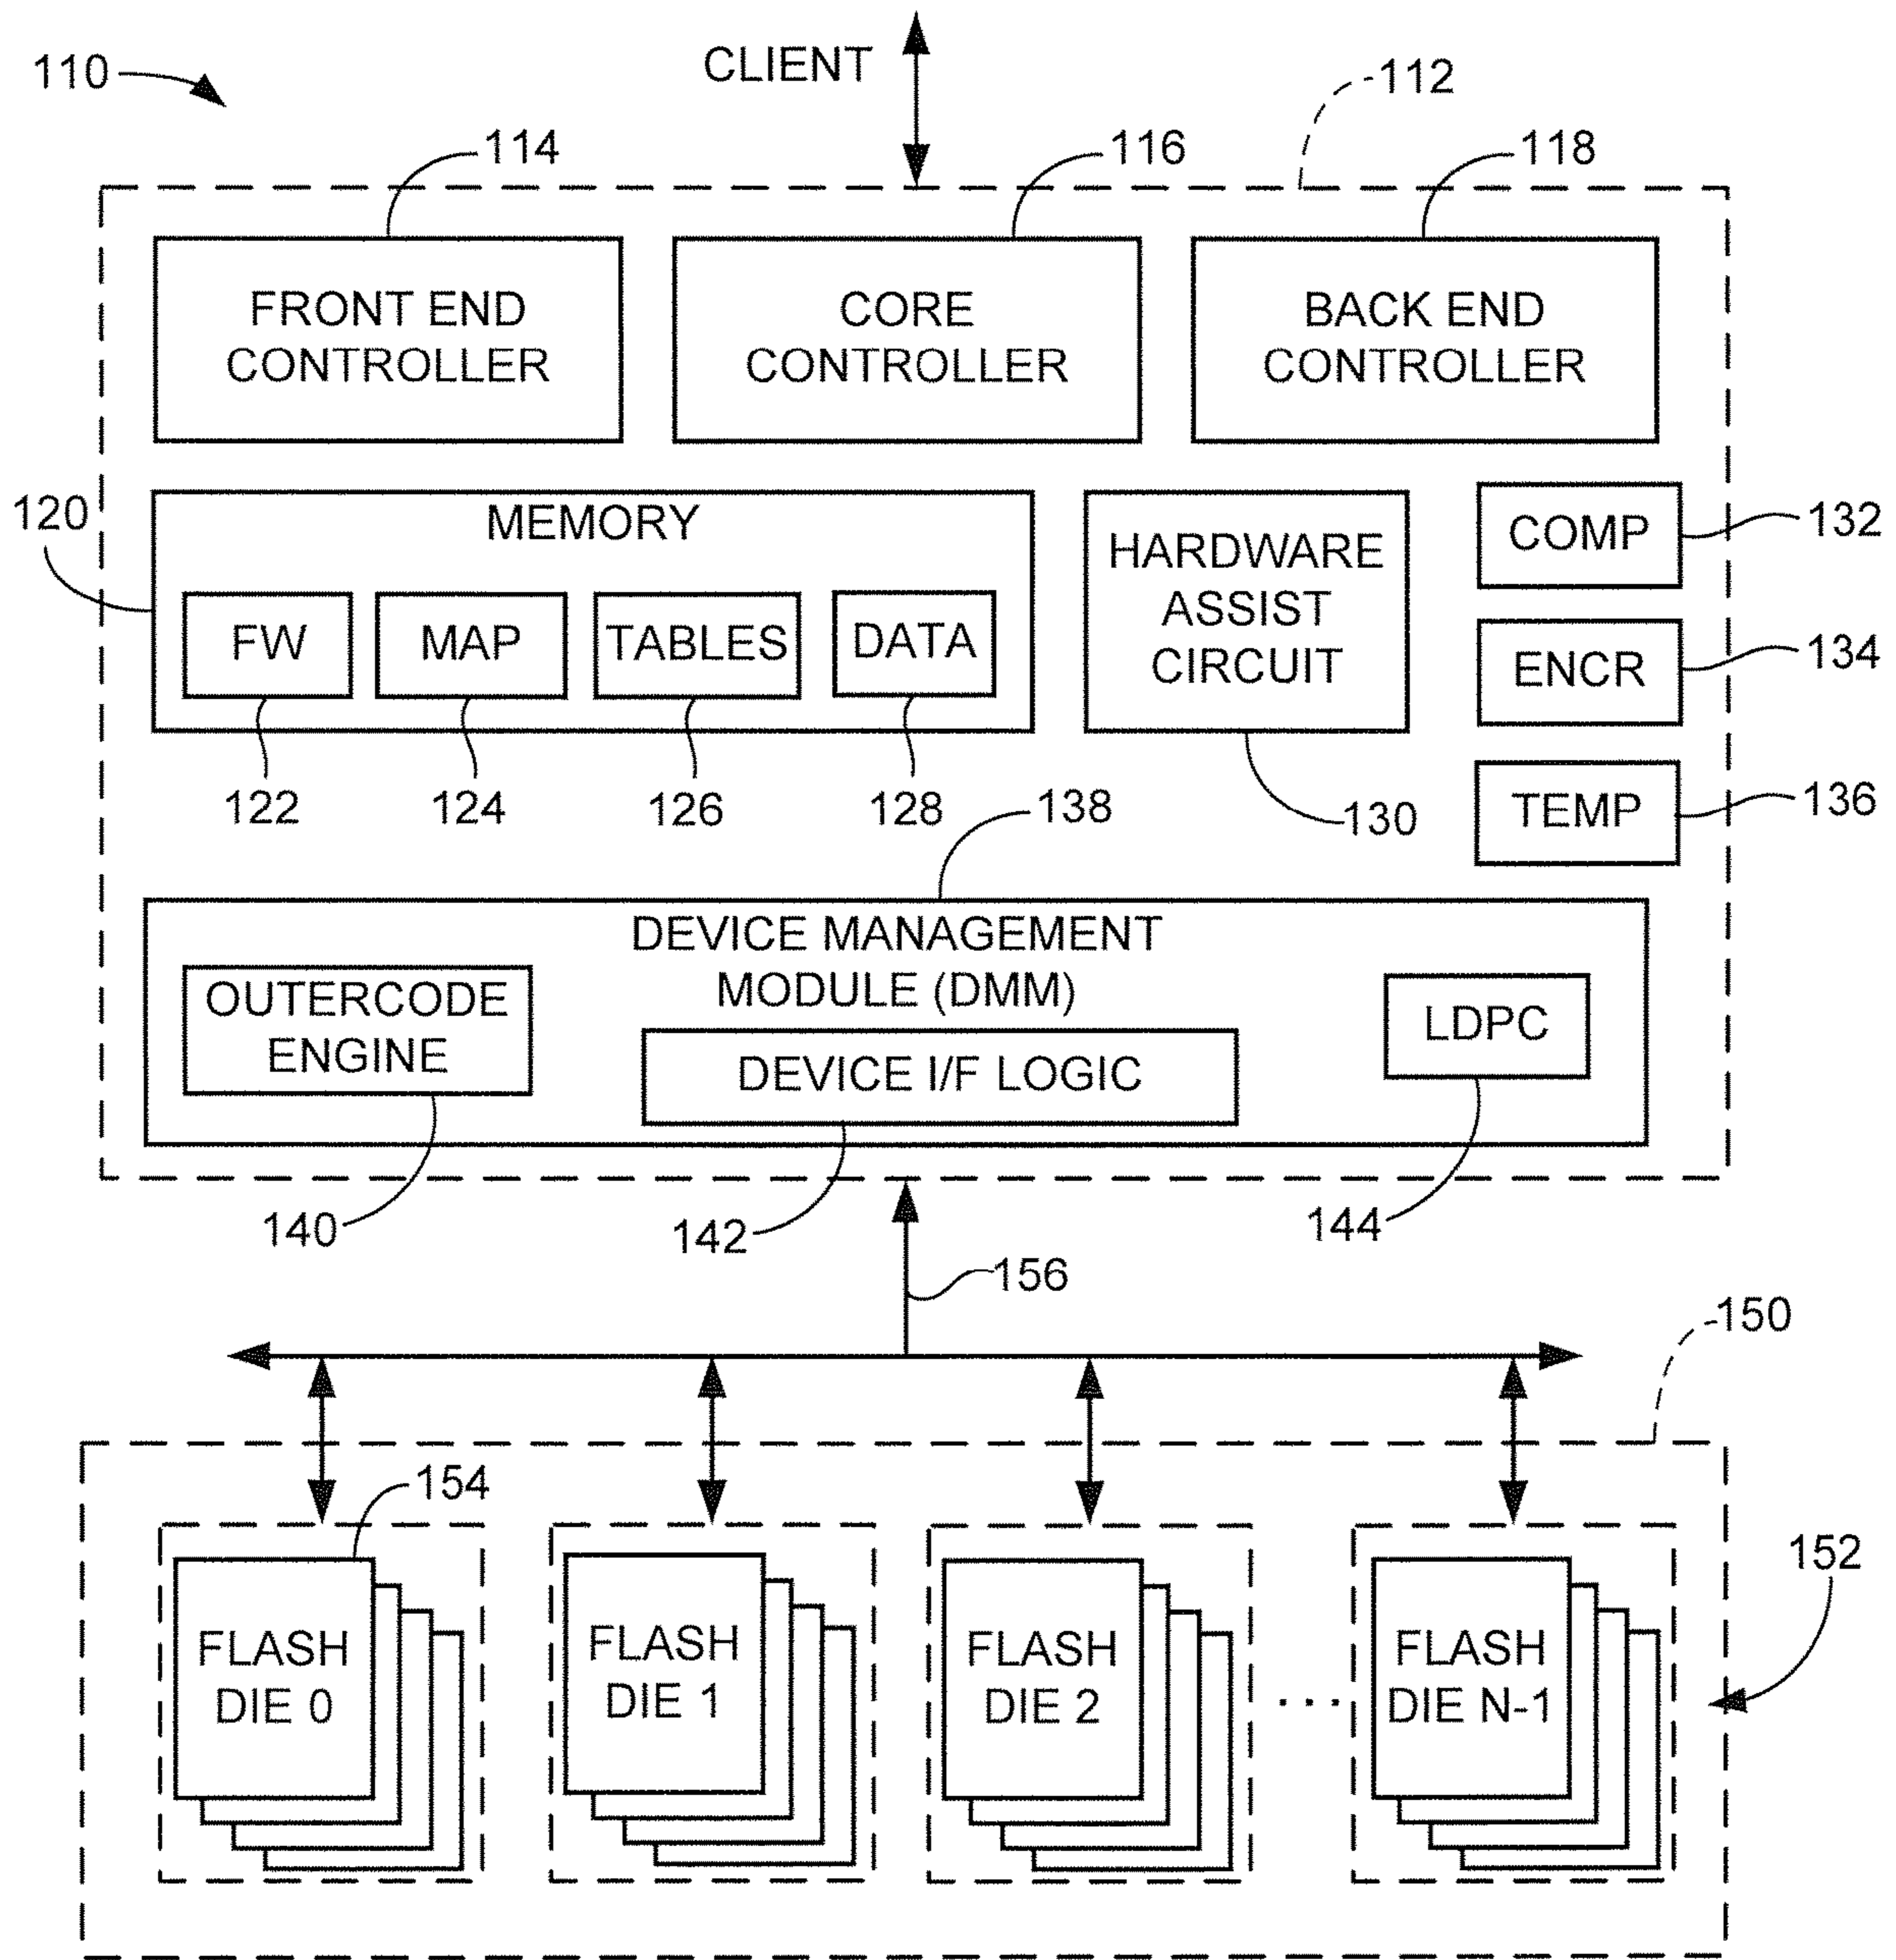 110
CLIENT
112
114
116
118
FRONT END
CONTROLLER
CORE
CONTROLLER
BACK END
CONTROLLER
120
MEMORY
FW
MAP
TABLES
DATA
122
124
126
128
HARDWARE
ASSIST
CIRCUIT
130
COMP
132
ENCR
134
TEMP
136
138
DEVICE MANAGEMENT
MODULE (DMM)
OUTERCODE
ENGINE
DEVICE I/F LOGIC
LDPC
140
142
144
156
150
154
152
FLASH
DIE 0
FLASH
DIE 1
FLASH
DIE 2
...
FLASH
DIE N-1